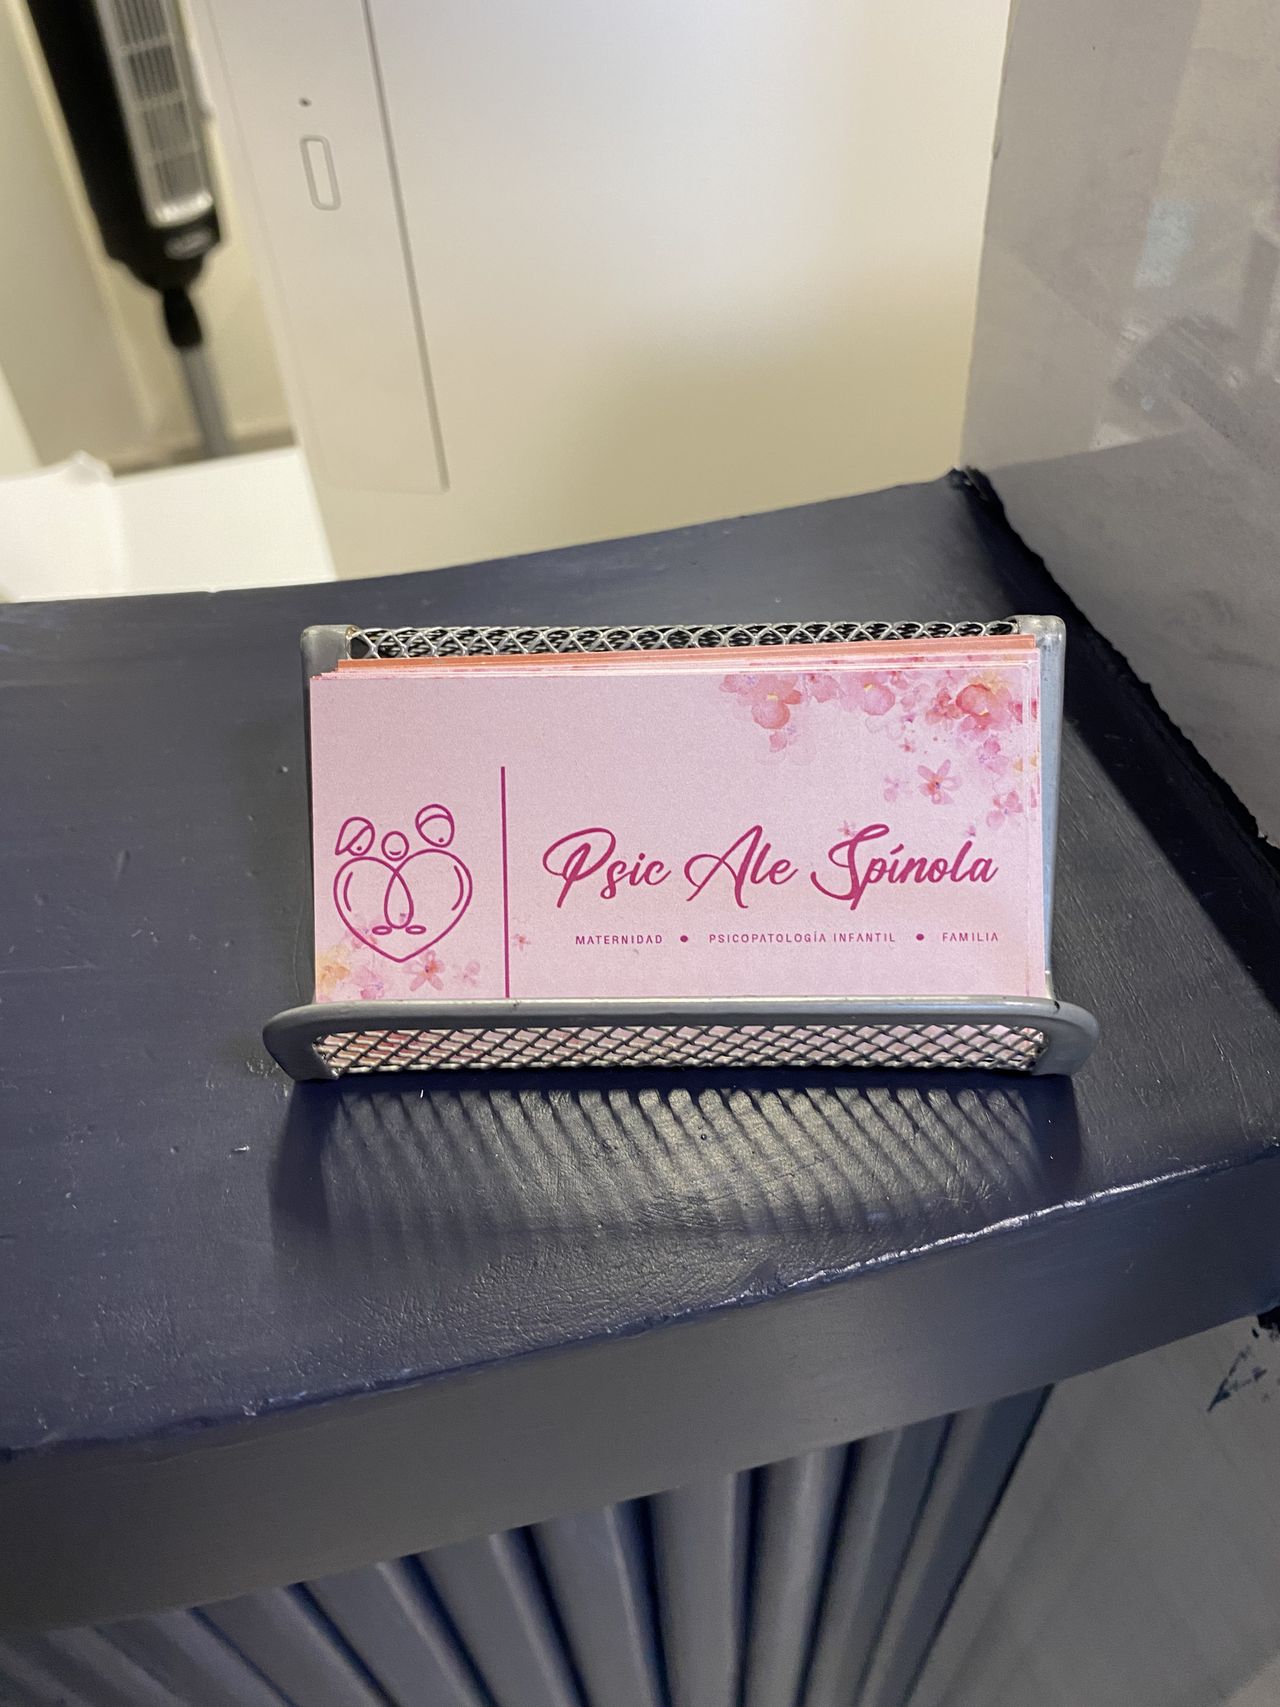 Psic Ale Spínola
MATERNIDAD • PSICOPATOLOGÍA INFANTIL • FAMILIA